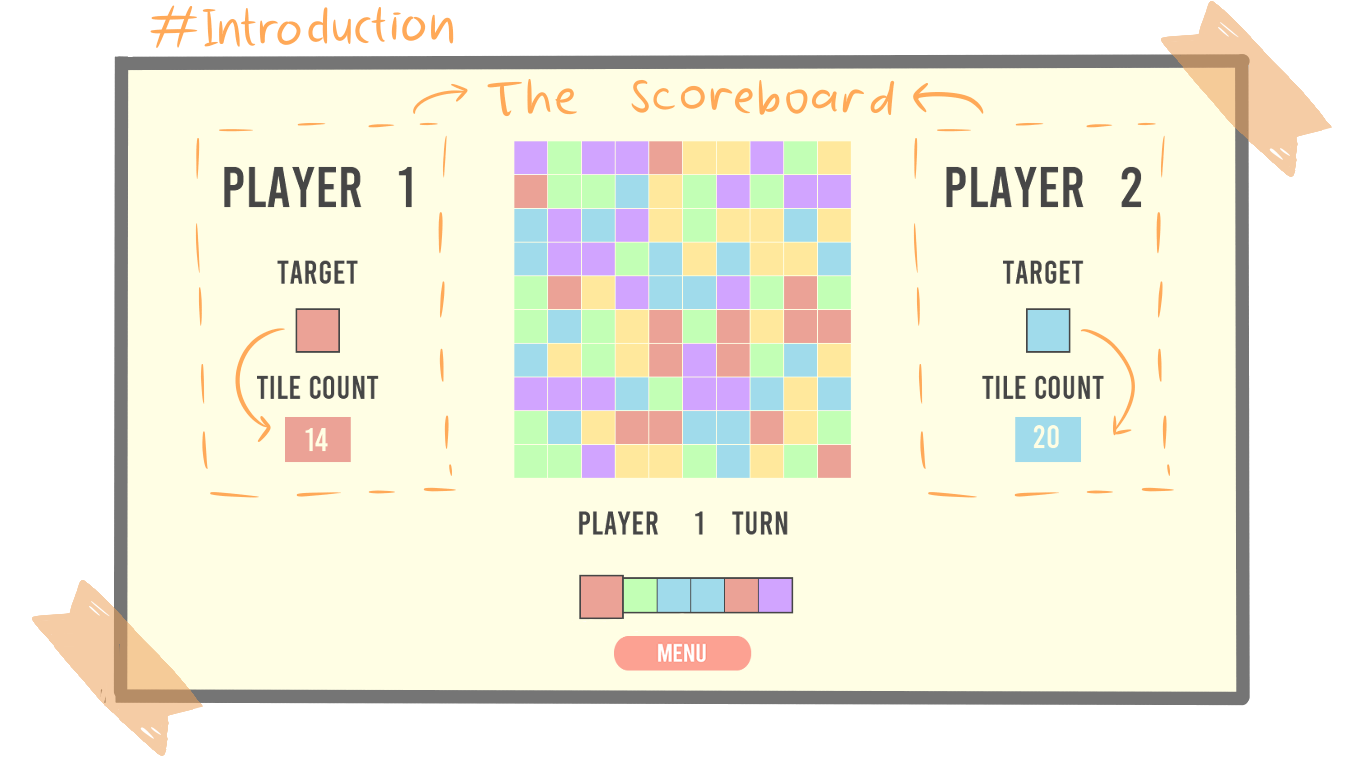 #Introduction
The Scoreboard
PLAYER 1
TARGET
TILE COUNT
14
PLAYER 2
TARGET
TILE COUNT
20
PLAYER 1 TURN
MENU